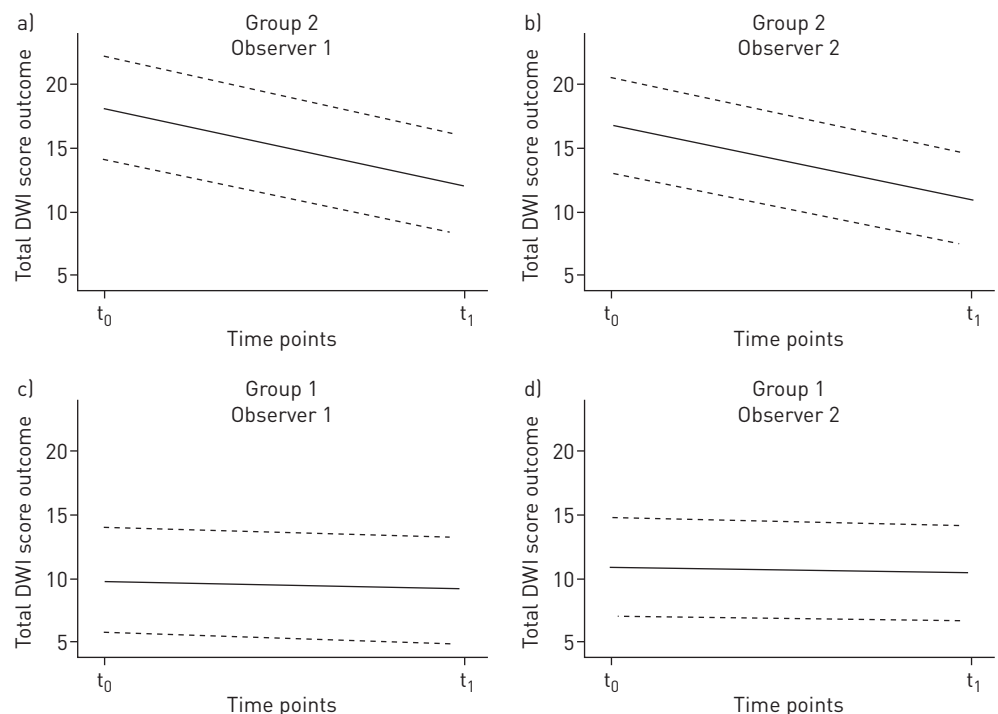 a)
Group 2
Observer 1
Total DWI score outcome
20
15
10
5
t₀
t₁
Time points
b)
Group 2
Observer 2
Total DWI score outcome
20
15
10
5
t₀
t₁
Time points
c)
Group 1
Observer 1
Total DWI score outcome
20
15
10
5
t₀
t₁
Time points
d)
Group 1
Observer 2
Total DWI score outcome
20
15
10
5
t₀
t₁
Time points